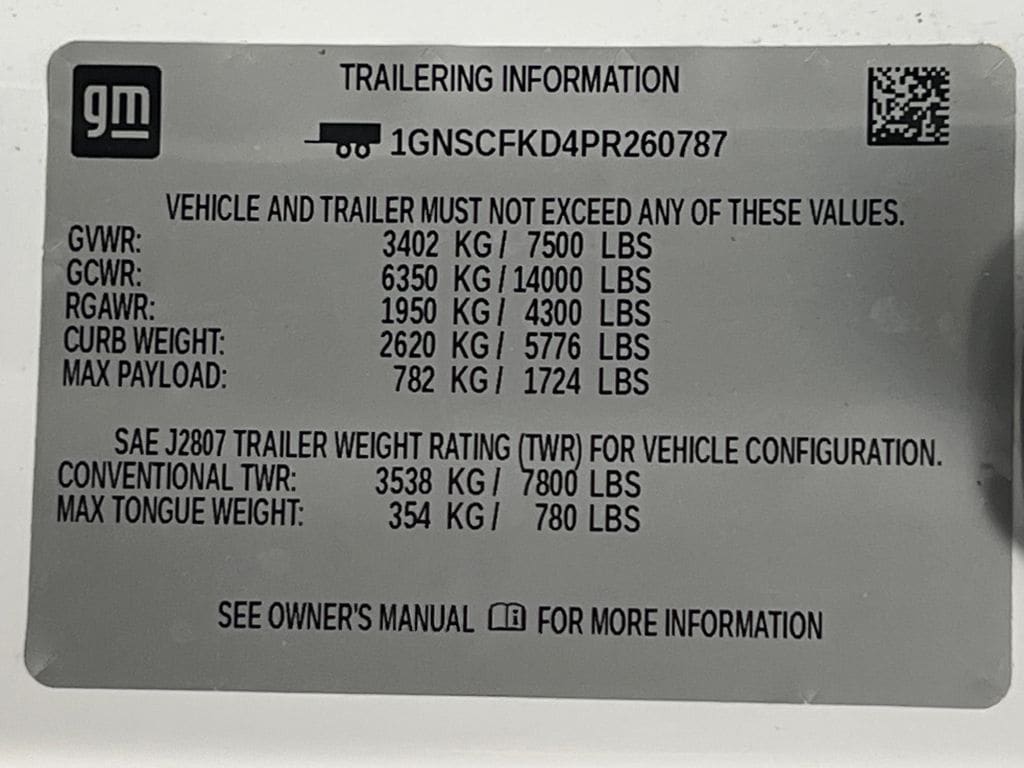 gm
TRAILERING INFORMATION
1GNSCFKD4PR260787
VEHICLE AND TRAILER MUST NOT EXCEED ANY OF THESE VALUES.
GVWR: 3402 KG / 7500 LBS
GCWR: 6350 KG / 14000 LBS
RGAWR: 1950 KG / 4300 LBS
CURB WEIGHT: 2620 KG / 5776 LBS
MAX PAYLOAD: 782 KG / 1724 LBS
SAE J2807 TRAILER WEIGHT RATING (TWR) FOR VEHICLE CONFIGURATION.
CONVENTIONAL TWR: 3538 KG / 7800 LBS
MAX TONGUE WEIGHT: 354 KG / 780 LBS
SEE OWNER'S MANUAL FOR MORE INFORMATION